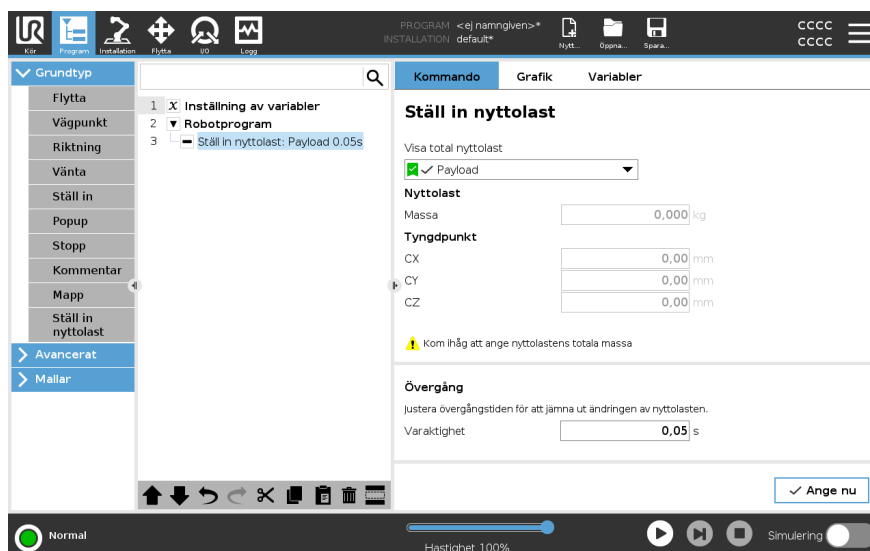 UR
Kör
Program
Installation
Flytta
I/O
Logg
PROGRAM <ej namngiven>*
INSTALLATION default*
Nytt...
Öppna...
Spara...
CCCC
CCCC
Grundtyp
Flytta
Vägpunkt
Riktning
Vänta
Ställ in
Popup
Stopp
Kommentar
Mapp
Ställ in
nyttolast
Avancerat
Mallar
1 X Inställning av variabler
2 Robotprogram
3 Ställ in nyttolast: Payload 0.05s
Kommando Grafik Variabler
Ställ in nyttolast
Visa total nyttolast
Payload
Nyttolast
Massa 0,000 kg
Tyngdpunkt
CX 0,00 mm
CY 0,00 mm
CZ 0,00 mm
Kom ihåg att ange nyttolastens totala massa
Övergång
Justera övergångstiden för att jämna ut ändringen av nyttolasten.
Varaktighet 0,05 s
Ange nu
Normal
Hastighet 100%
Simulering